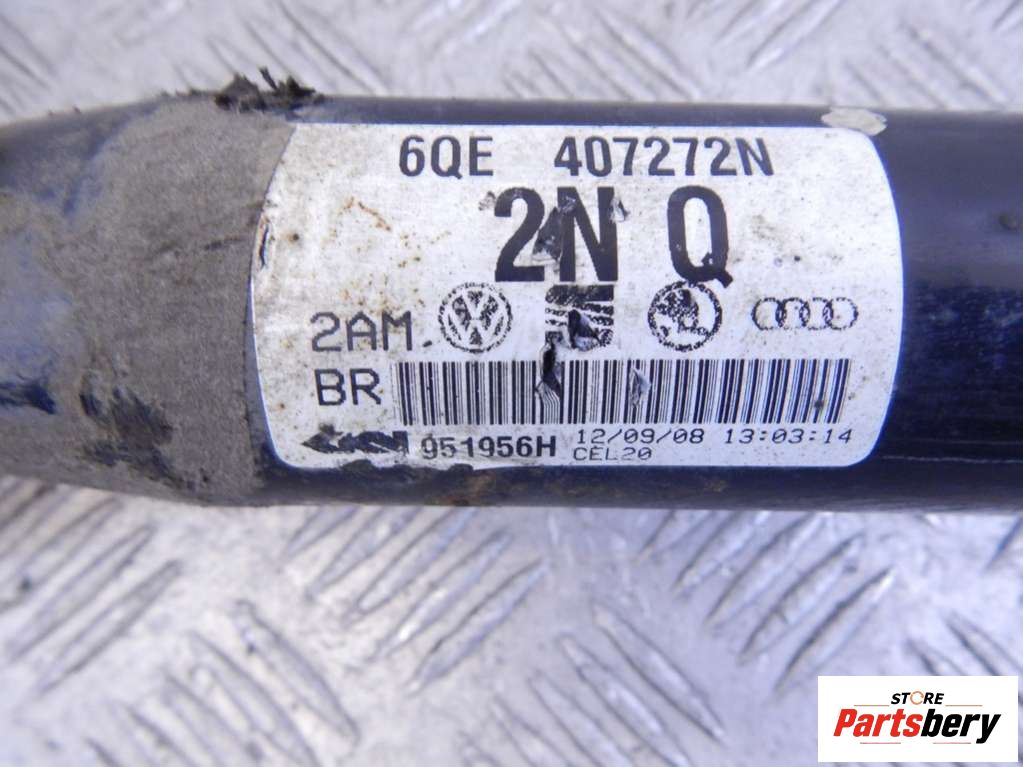 6QE 407272N
2N Q
2AM.
BR
951956H 12/09/08 13:03:14
CEL20
STORE
Partsbery